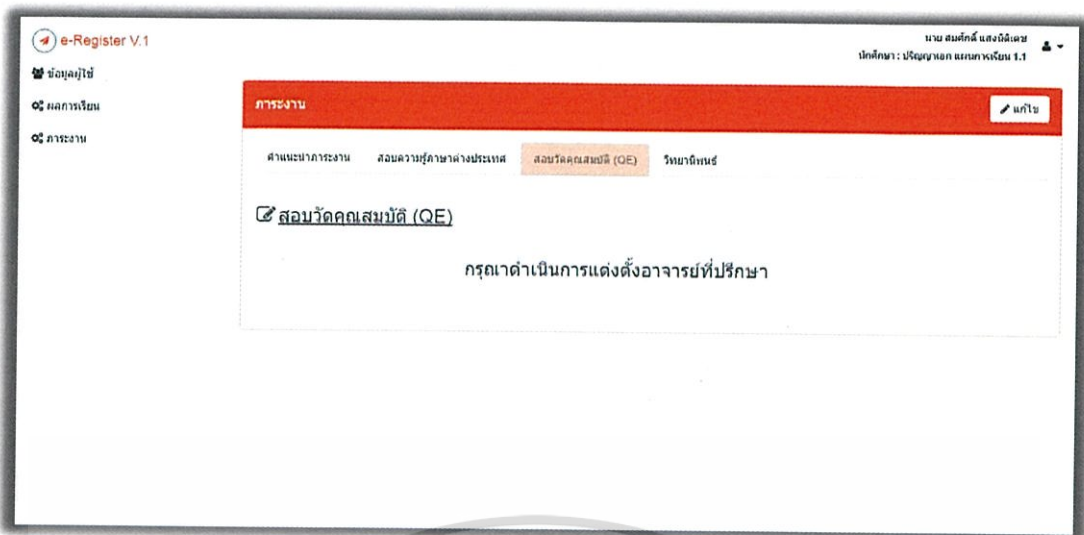 e-Register V.1
นาย สมศักดิ์ แสงนิติเดช
นักศึกษา : ปริญญาเอก แผนการเรียน 1.1
ข้อมูลผู้ใช้
ผลการเรียน
ภาระงาน
ภาระงาน
แก้ไข
คำแนะนำภาระงาน สอบความรู้ภาษาต่างประเทศ สอบวัดคุณสมบัติ (QE) วิทยานิพนธ์
สอบวัดคุณสมบัติ (QE)
กรุณาดำเนินการแต่งตั้งอาจารย์ที่ปรึกษา